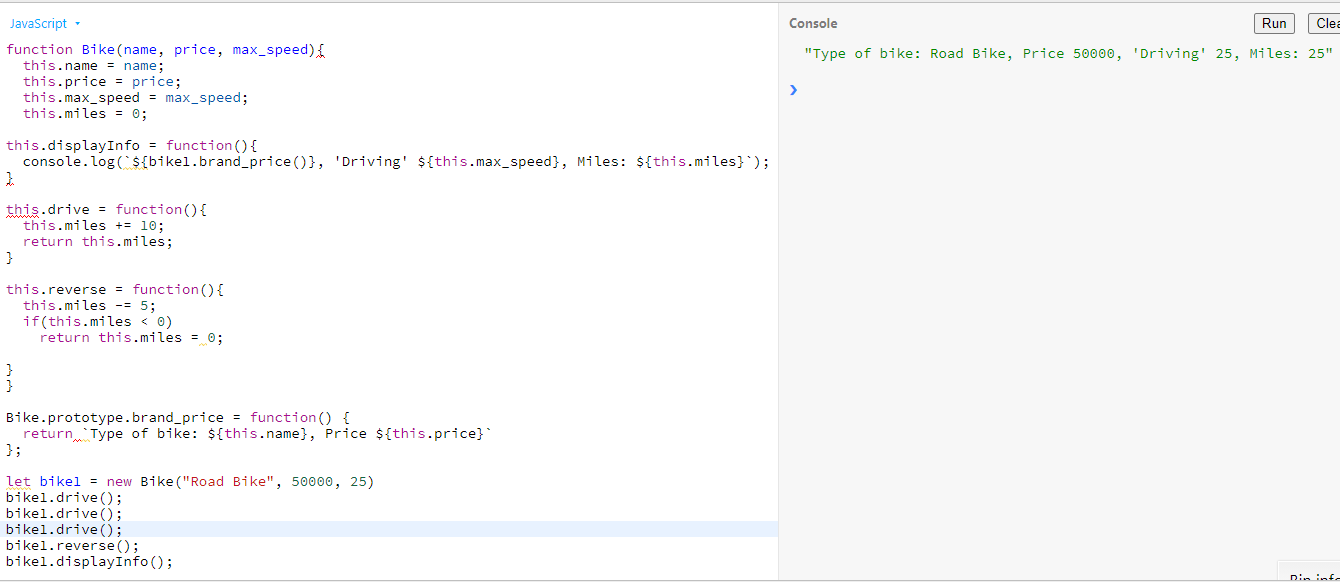 JavaScript
function Bike(name, price, max_speed){
  this.name = name;
  this.price = price;
  this.max_speed = max_speed;
  this.miles = 0;
this.displayInfo = function(){
  console.log(`${bike1.brand_price()}, 'Driving' ${this.max_speed}, Miles: ${this.miles}`);
}
this.drive = function(){
  this.miles += 10;
  return this.miles;
}
this.reverse = function(){
  this.miles -= 5;
  if(this.miles < 0)
    return this.miles = 0;
}
}
Bike.prototype.brand_price = function() {
  return `Type of bike: ${this.name}, Price ${this.price}`
};
let bike1 = new Bike("Road Bike", 50000, 25)
bike1.drive();
bike1.drive();
bike1.drive();
bike1.reverse();
bike1.displayInfo();
Console
Run
"Type of bike: Road Bike, Price 50000, 'Driving' 25, Miles: 25"